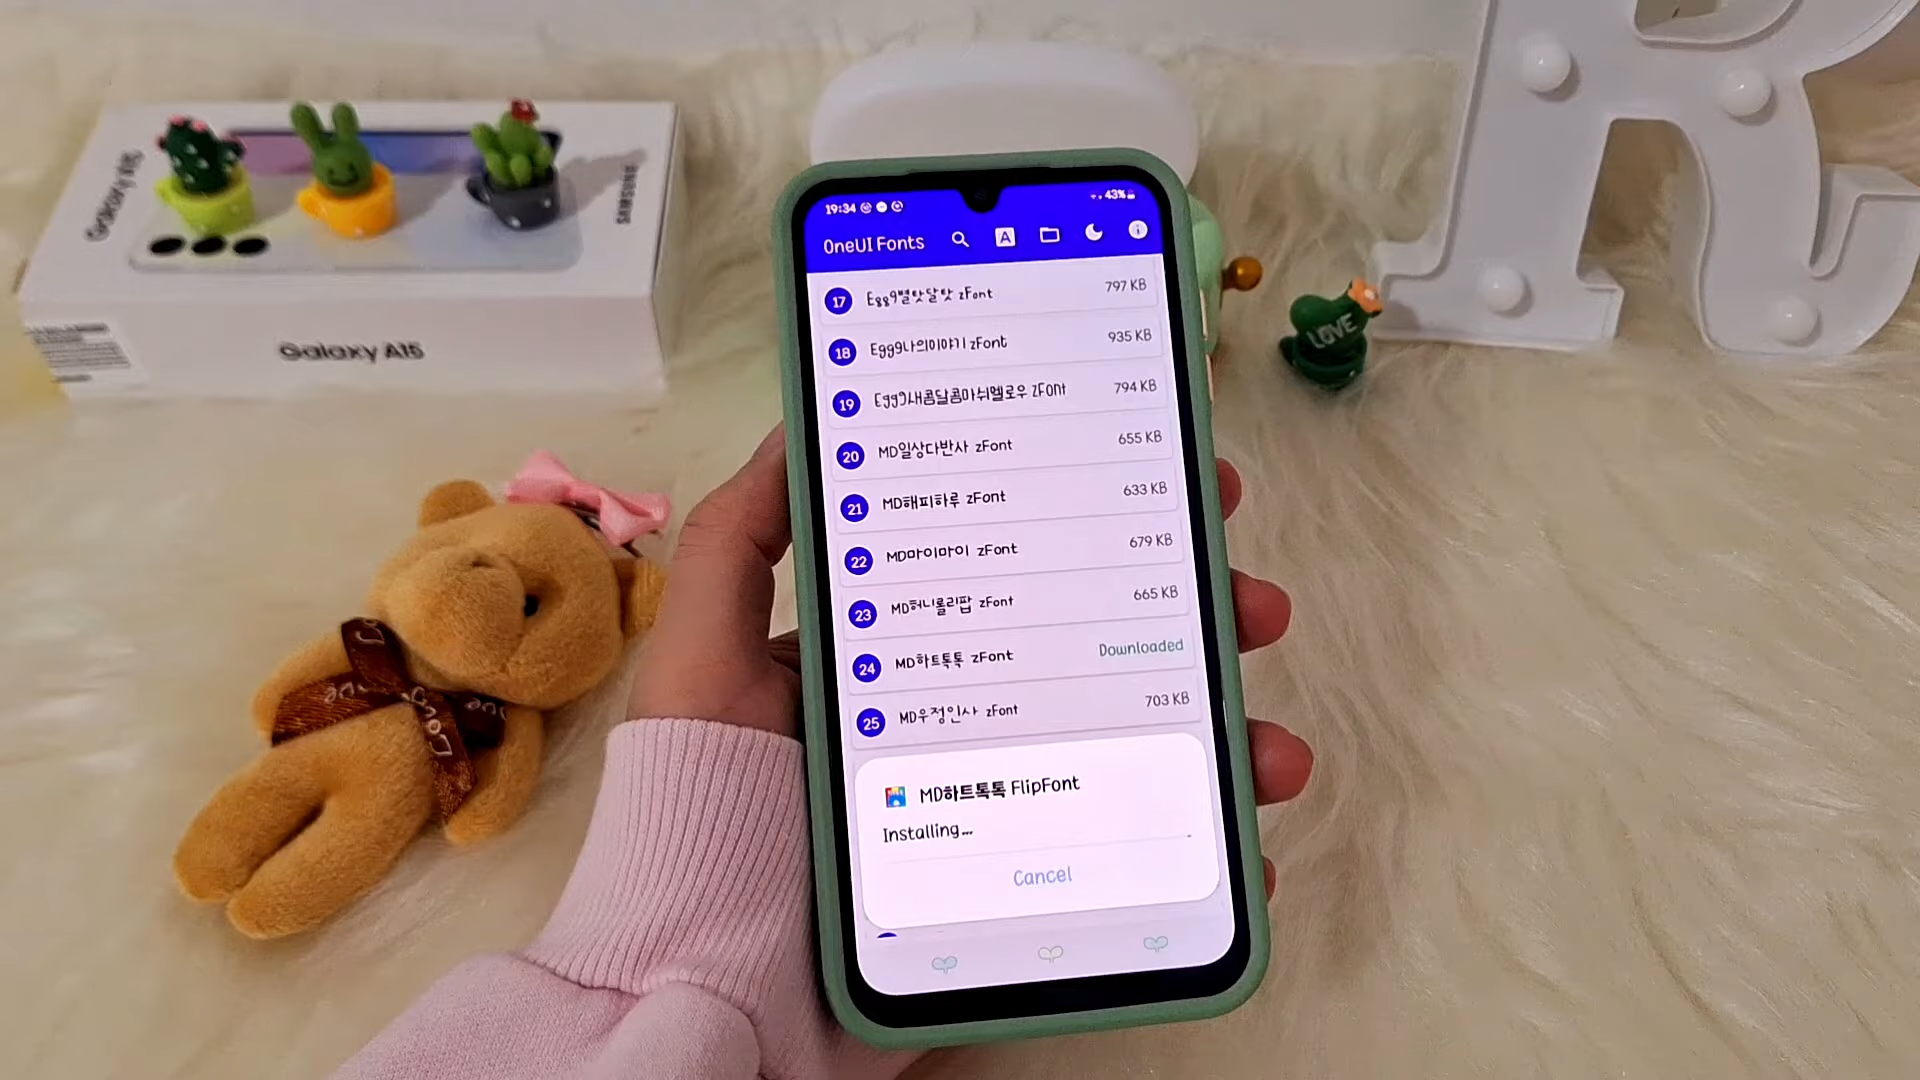 Galaxy A15
SAMSUNG
Galaxy A15
LOVE
19:34
43%
OneUI Fonts
A
17 Egg9별탓달탓 zFont 797 KB
18 Egg9나의이야기 zFont 935 KB
19 Egg9새콤달콤마쉬멜로우 zFont 794 KB
20 MD일상다반사 zFont 655 KB
21 MD해피하루 zFont 633 KB
22 MD마이마이 zFont 679 KB
23 MD허니롤리팝 zFont 665 KB
24 MD하트톡톡 zFont Downloaded
25 MD우정인사 zFont 703 KB
MD하트톡톡 FlipFont
Installing...
Cancel
R